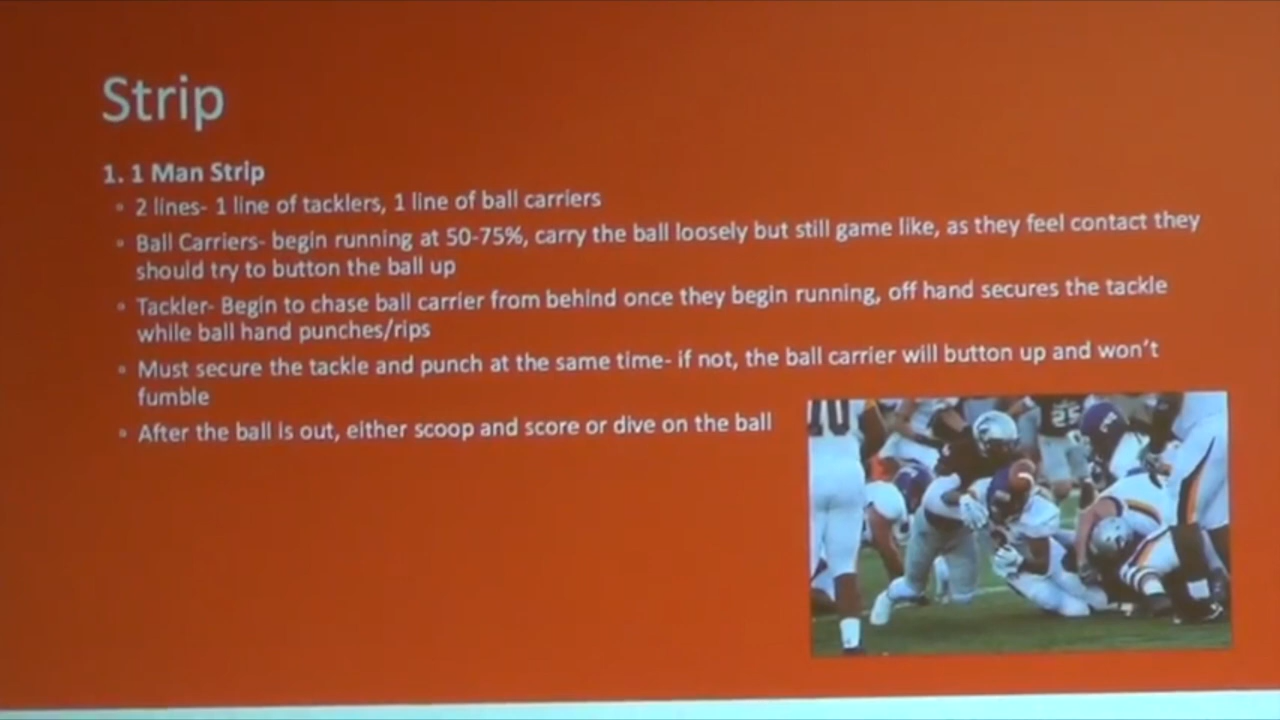 Strip
1. 1 Man Strip
◦ 2 lines- 1 line of tacklers, 1 line of ball carriers
◦ Ball Carriers- begin running at 50-75%, carry the ball loosely but still game like, as they feel contact they
should try to button the ball up
◦ Tackler- Begin to chase ball carrier from behind once they begin running, off hand secures the tackle
while ball hand punches/rips
◦ Must secure the tackle and punch at the same time- if not, the ball carrier will button up and won't
fumble
◦ After the ball is out, either scoop and score or dive on the ball
10
25